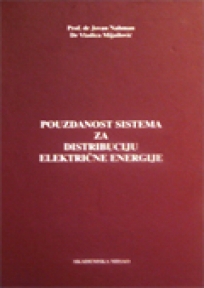 Prof. dr Jovan Nahman
Dr Vladica Mijailović
POUZDANOST SISTEMA
ZA
DISTRIBUCIJU
ELEKTRIČNE ENERGIJE
AKADEMSKA MISAO